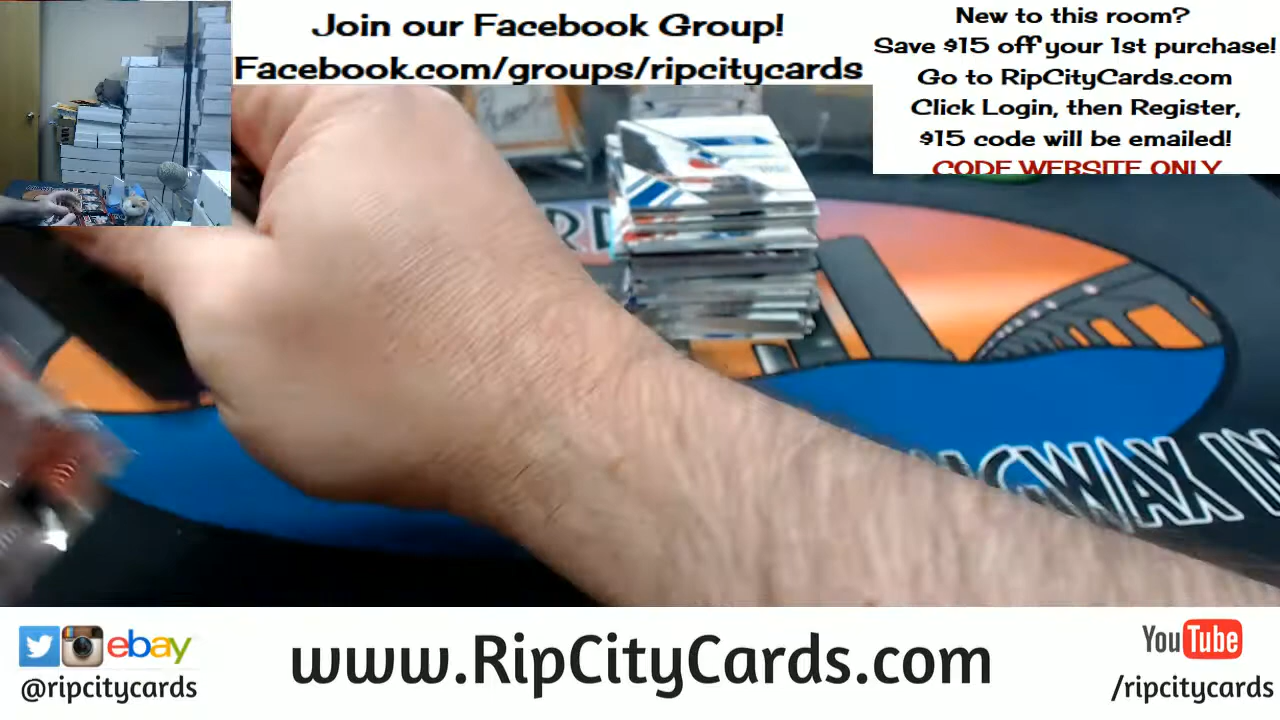 Join our Facebook Group!
Facebook.com/groups/ripcitycards
New to this room?
Save $15 off your 1st purchase!
Go to RipCityCards.com
Click Login, then Register,
$15 code will be emailed!
CODE WEBSITE ONLY
WAX IN
ebay
@ripcitycards
www.RipCityCards.com
YouTube
/ripcitycards